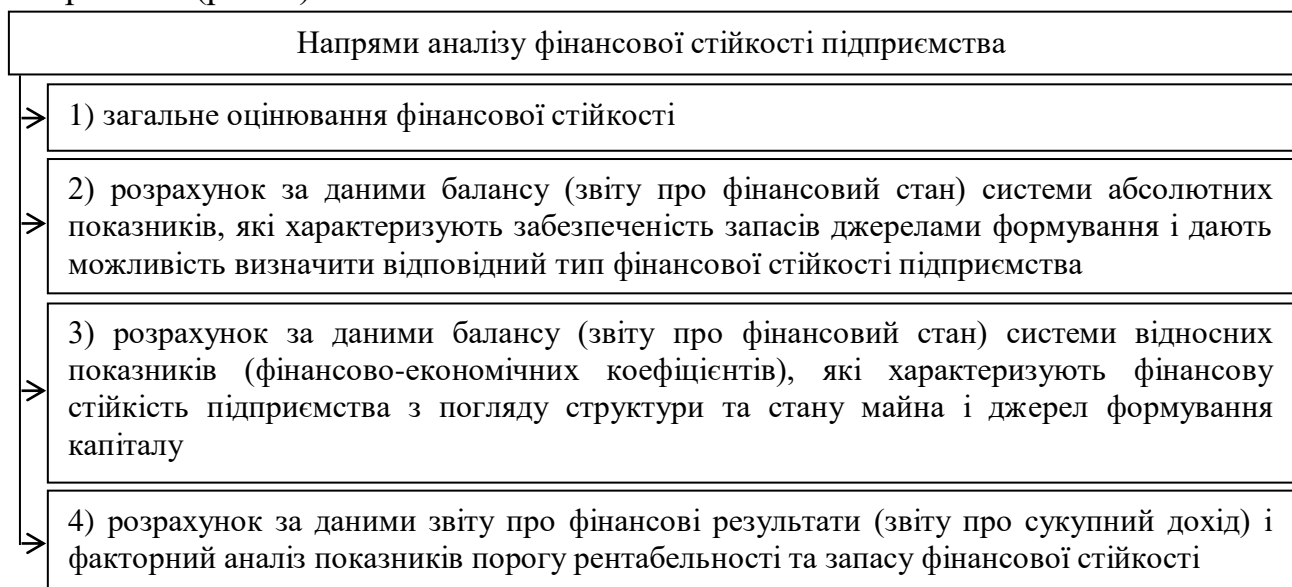 Напрями аналізу фінансової стійкості підприємства
1) загальне оцінювання фінансової стійкості
2) розрахунок за даними балансу (звіту про фінансовий стан) системи абсолютних
показників, які характеризують забезпеченість запасів джерелами формування і дають
можливість визначити відповідний тип фінансової стійкості підприємства
3) розрахунок за даними балансу (звіту про фінансовий стан) системи відносних
показників (фінансово-економічних коефіцієнтів), які характеризують фінансову
стійкість підприємства з погляду структури та стану майна і джерел формування
капіталу
4) розрахунок за даними звіту про фінансові результати (звіту про сукупний дохід) і
факторний аналіз показників порогу рентабельності та запасу фінансової стійкості